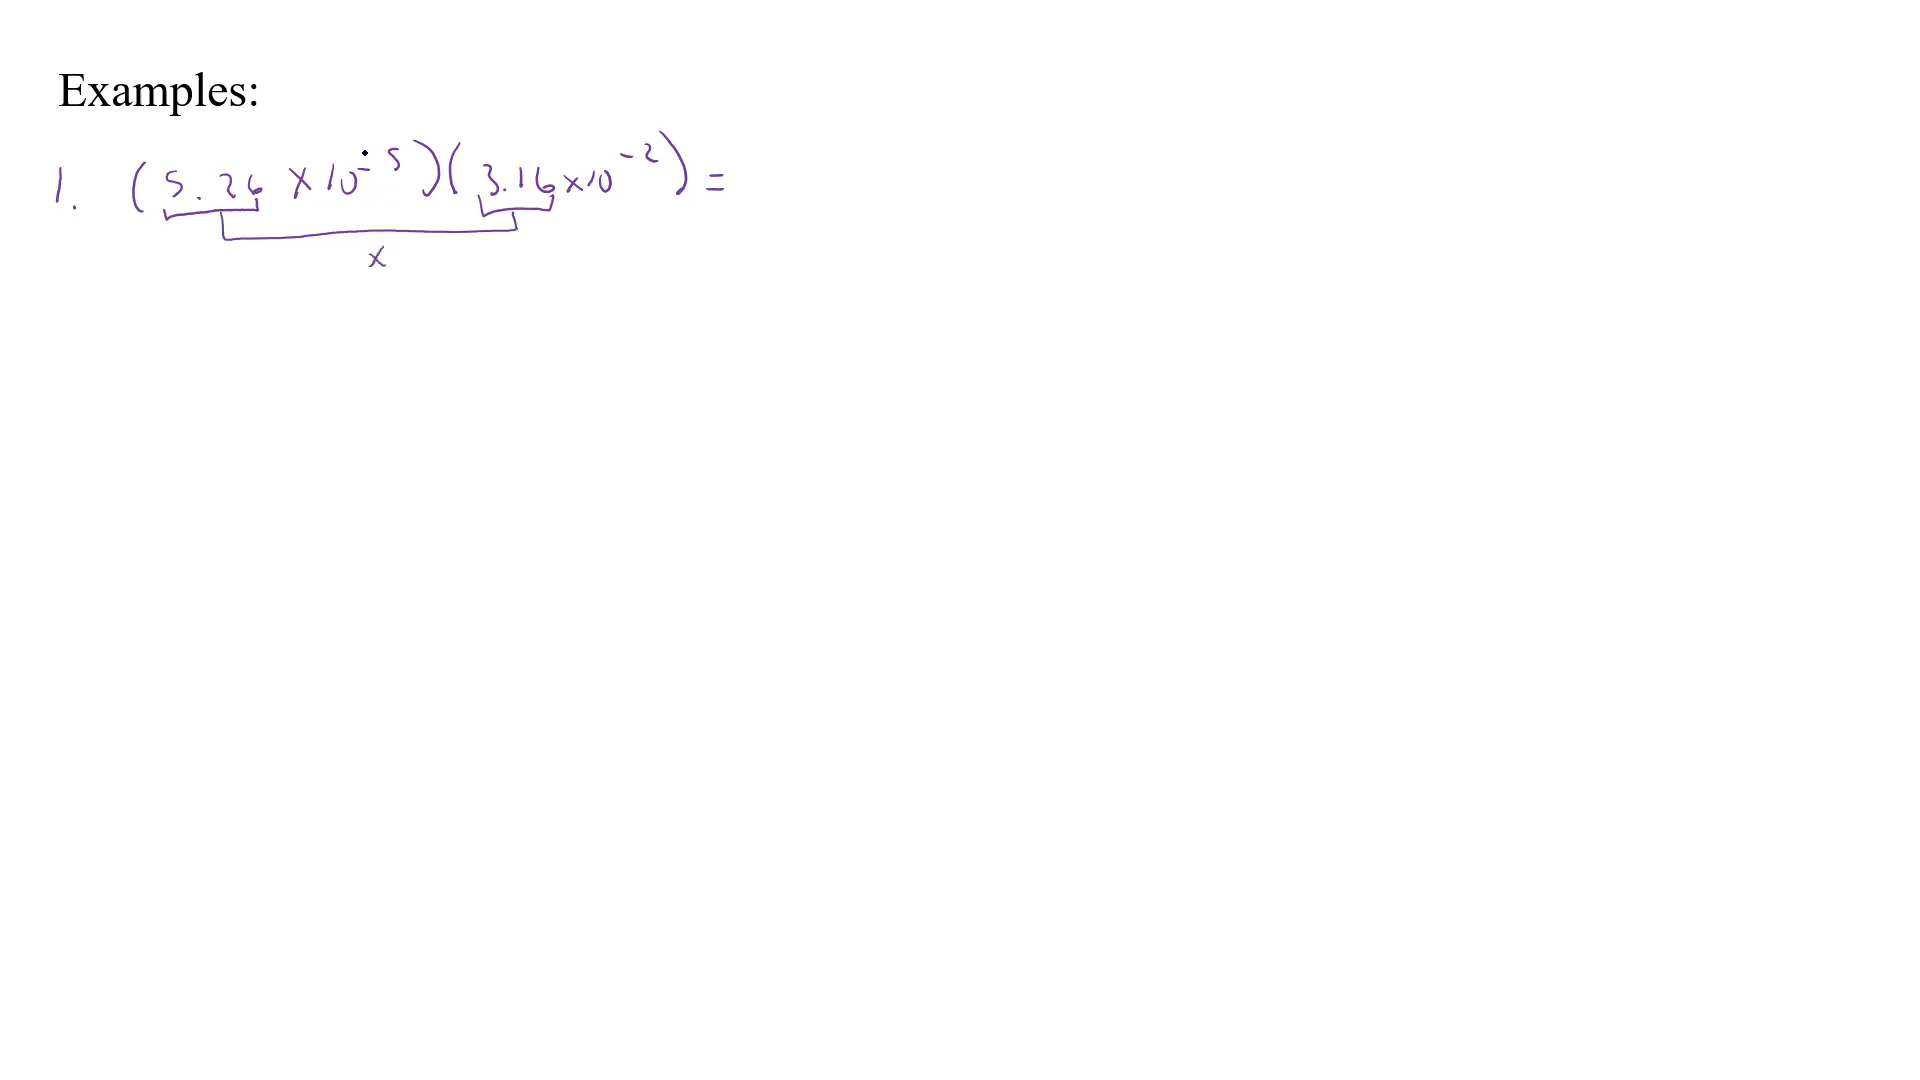 Examples:
1. (5.26 × 10⁻⁵)(3.16 × 10⁻²) =
x